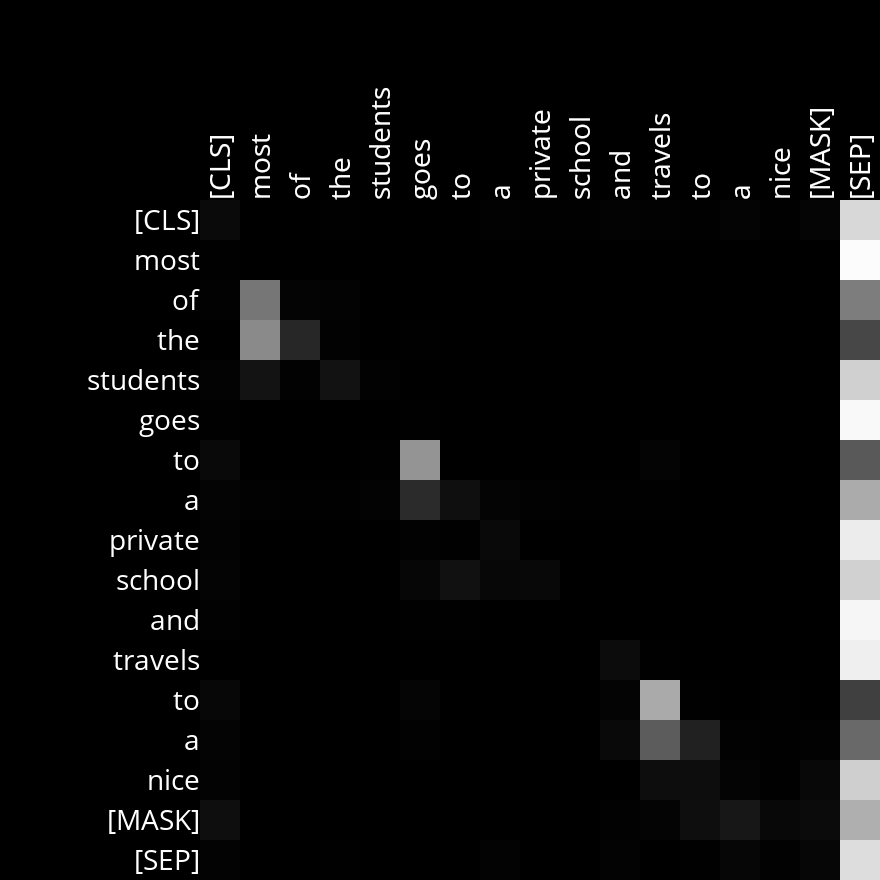 [CLS] most of the students goes to a private school and travels to a nice [MASK] [SEP]
[CLS]
most
of
the
students
goes
to
a
private
school
and
travels
to
a
nice
[MASK]
[SEP]